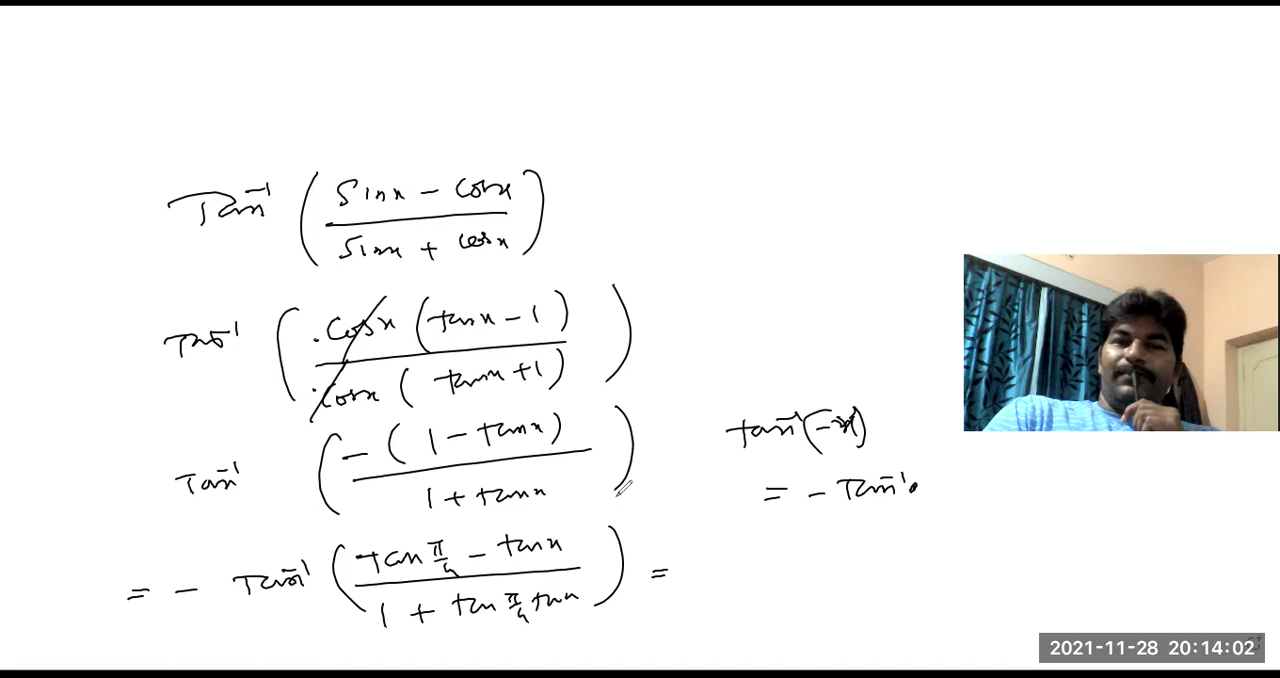 Tan⁻¹ ( (Sinx - Cosx) / (Sinx + Cosx) )
Tan⁻¹ ( Cosx (tanx - 1) / Cosx (tanx + 1) )
Tan⁻¹ ( -(1 - tanx) / (1 + tanx) )
tan⁻¹(-x)
= - Tan⁻¹
= - Tan⁻¹ ( (tan π/4 - tanx) / (1 + tan π/4 tanx) ) =
2021-11-28 20:14:02